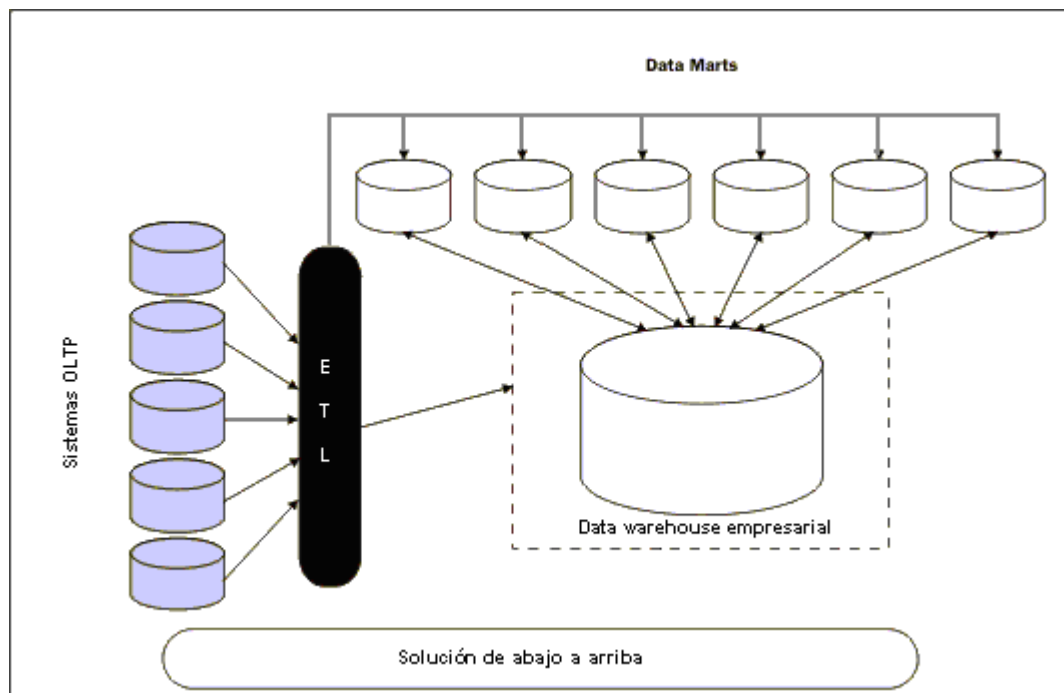 Data Marts
Sistemas OLTP
E
T
L
Data warehouse empresarial
Solución de abajo a arriba